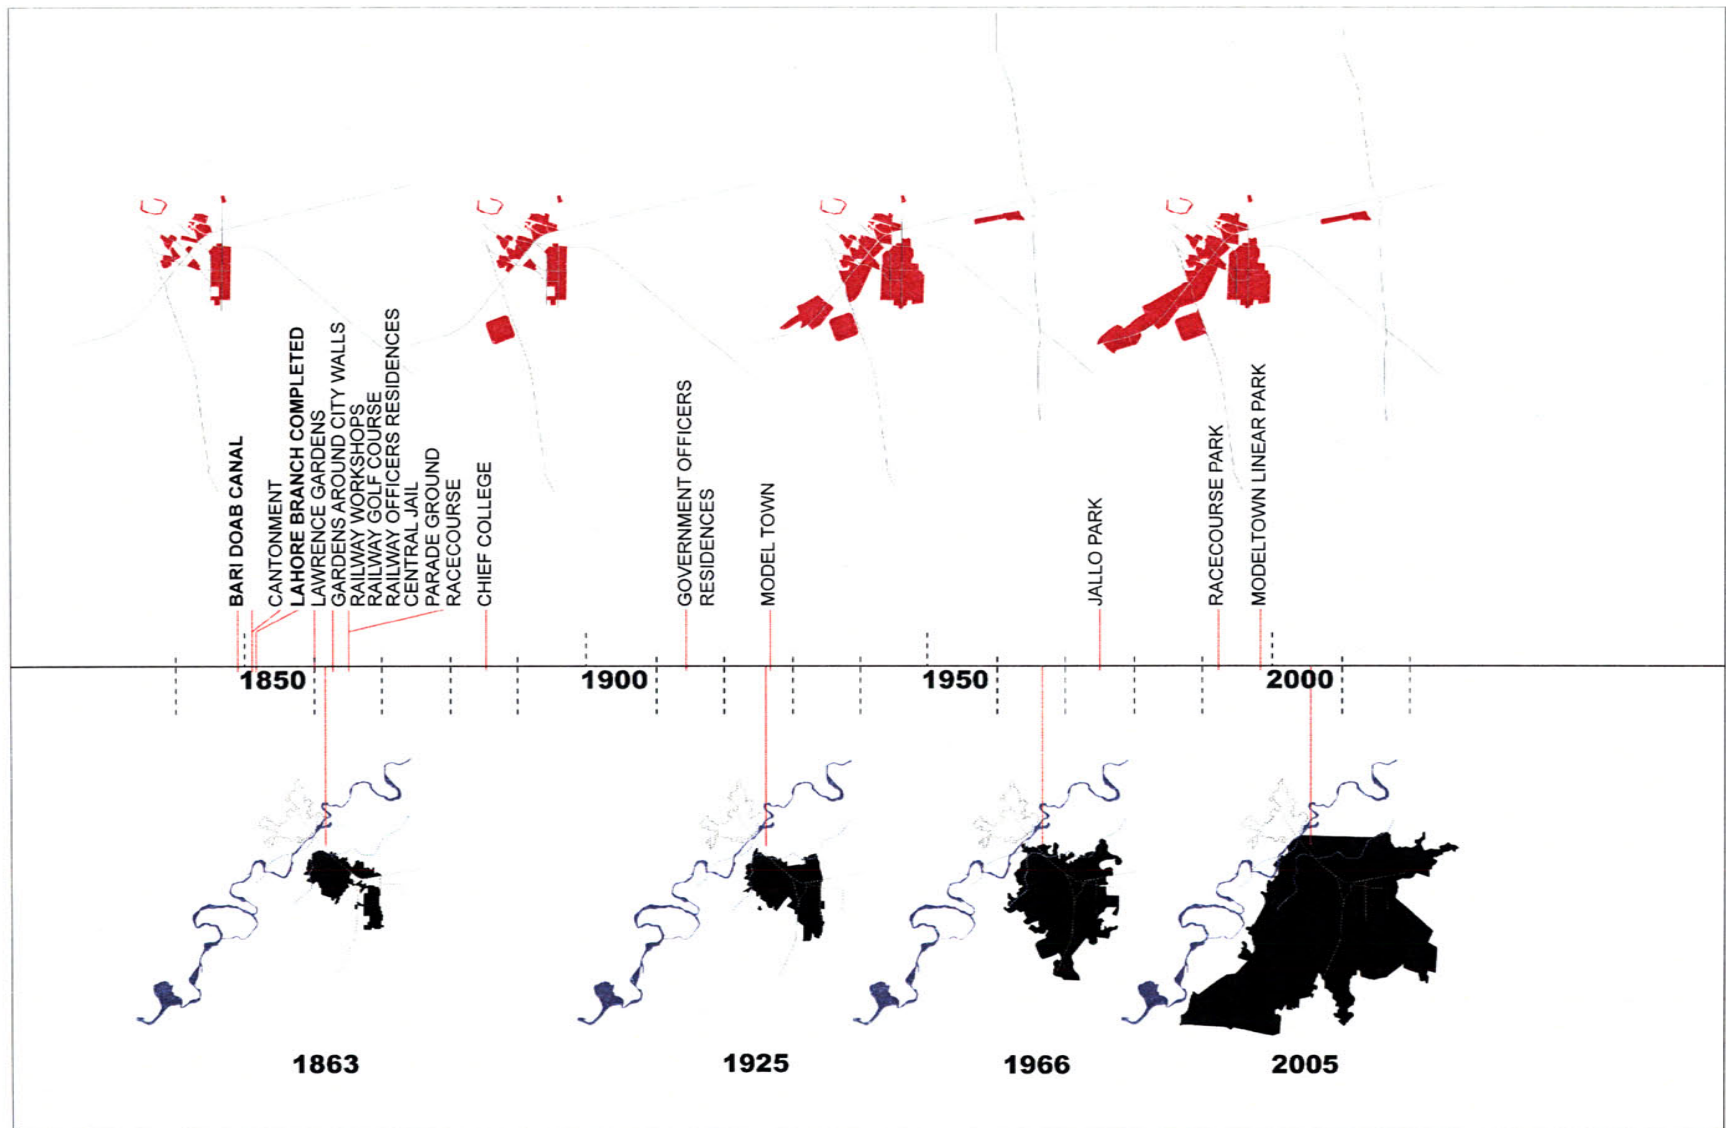 BARI DOAB CANAL
CANTONMENT
LAHORE BRANCH COMPLETED
LAWRENCE GARDENS
GARDENS AROUND CITY WALLS
RAILWAY WORKSHOPS
RAILWAY GOLF COURSE
RAILWAY OFFICERS RESIDENCES
CENTRAL JAIL
PARADE GROUND
RACECOURSE
CHIEF COLLEGE
GOVERNMENT OFFICERS
RESIDENCES
MODEL TOWN
JALLO PARK
RACECOURSE PARK
MODELTOWN LINEAR PARK
1850
1900
1950
2000
1863
1925
1966
2005